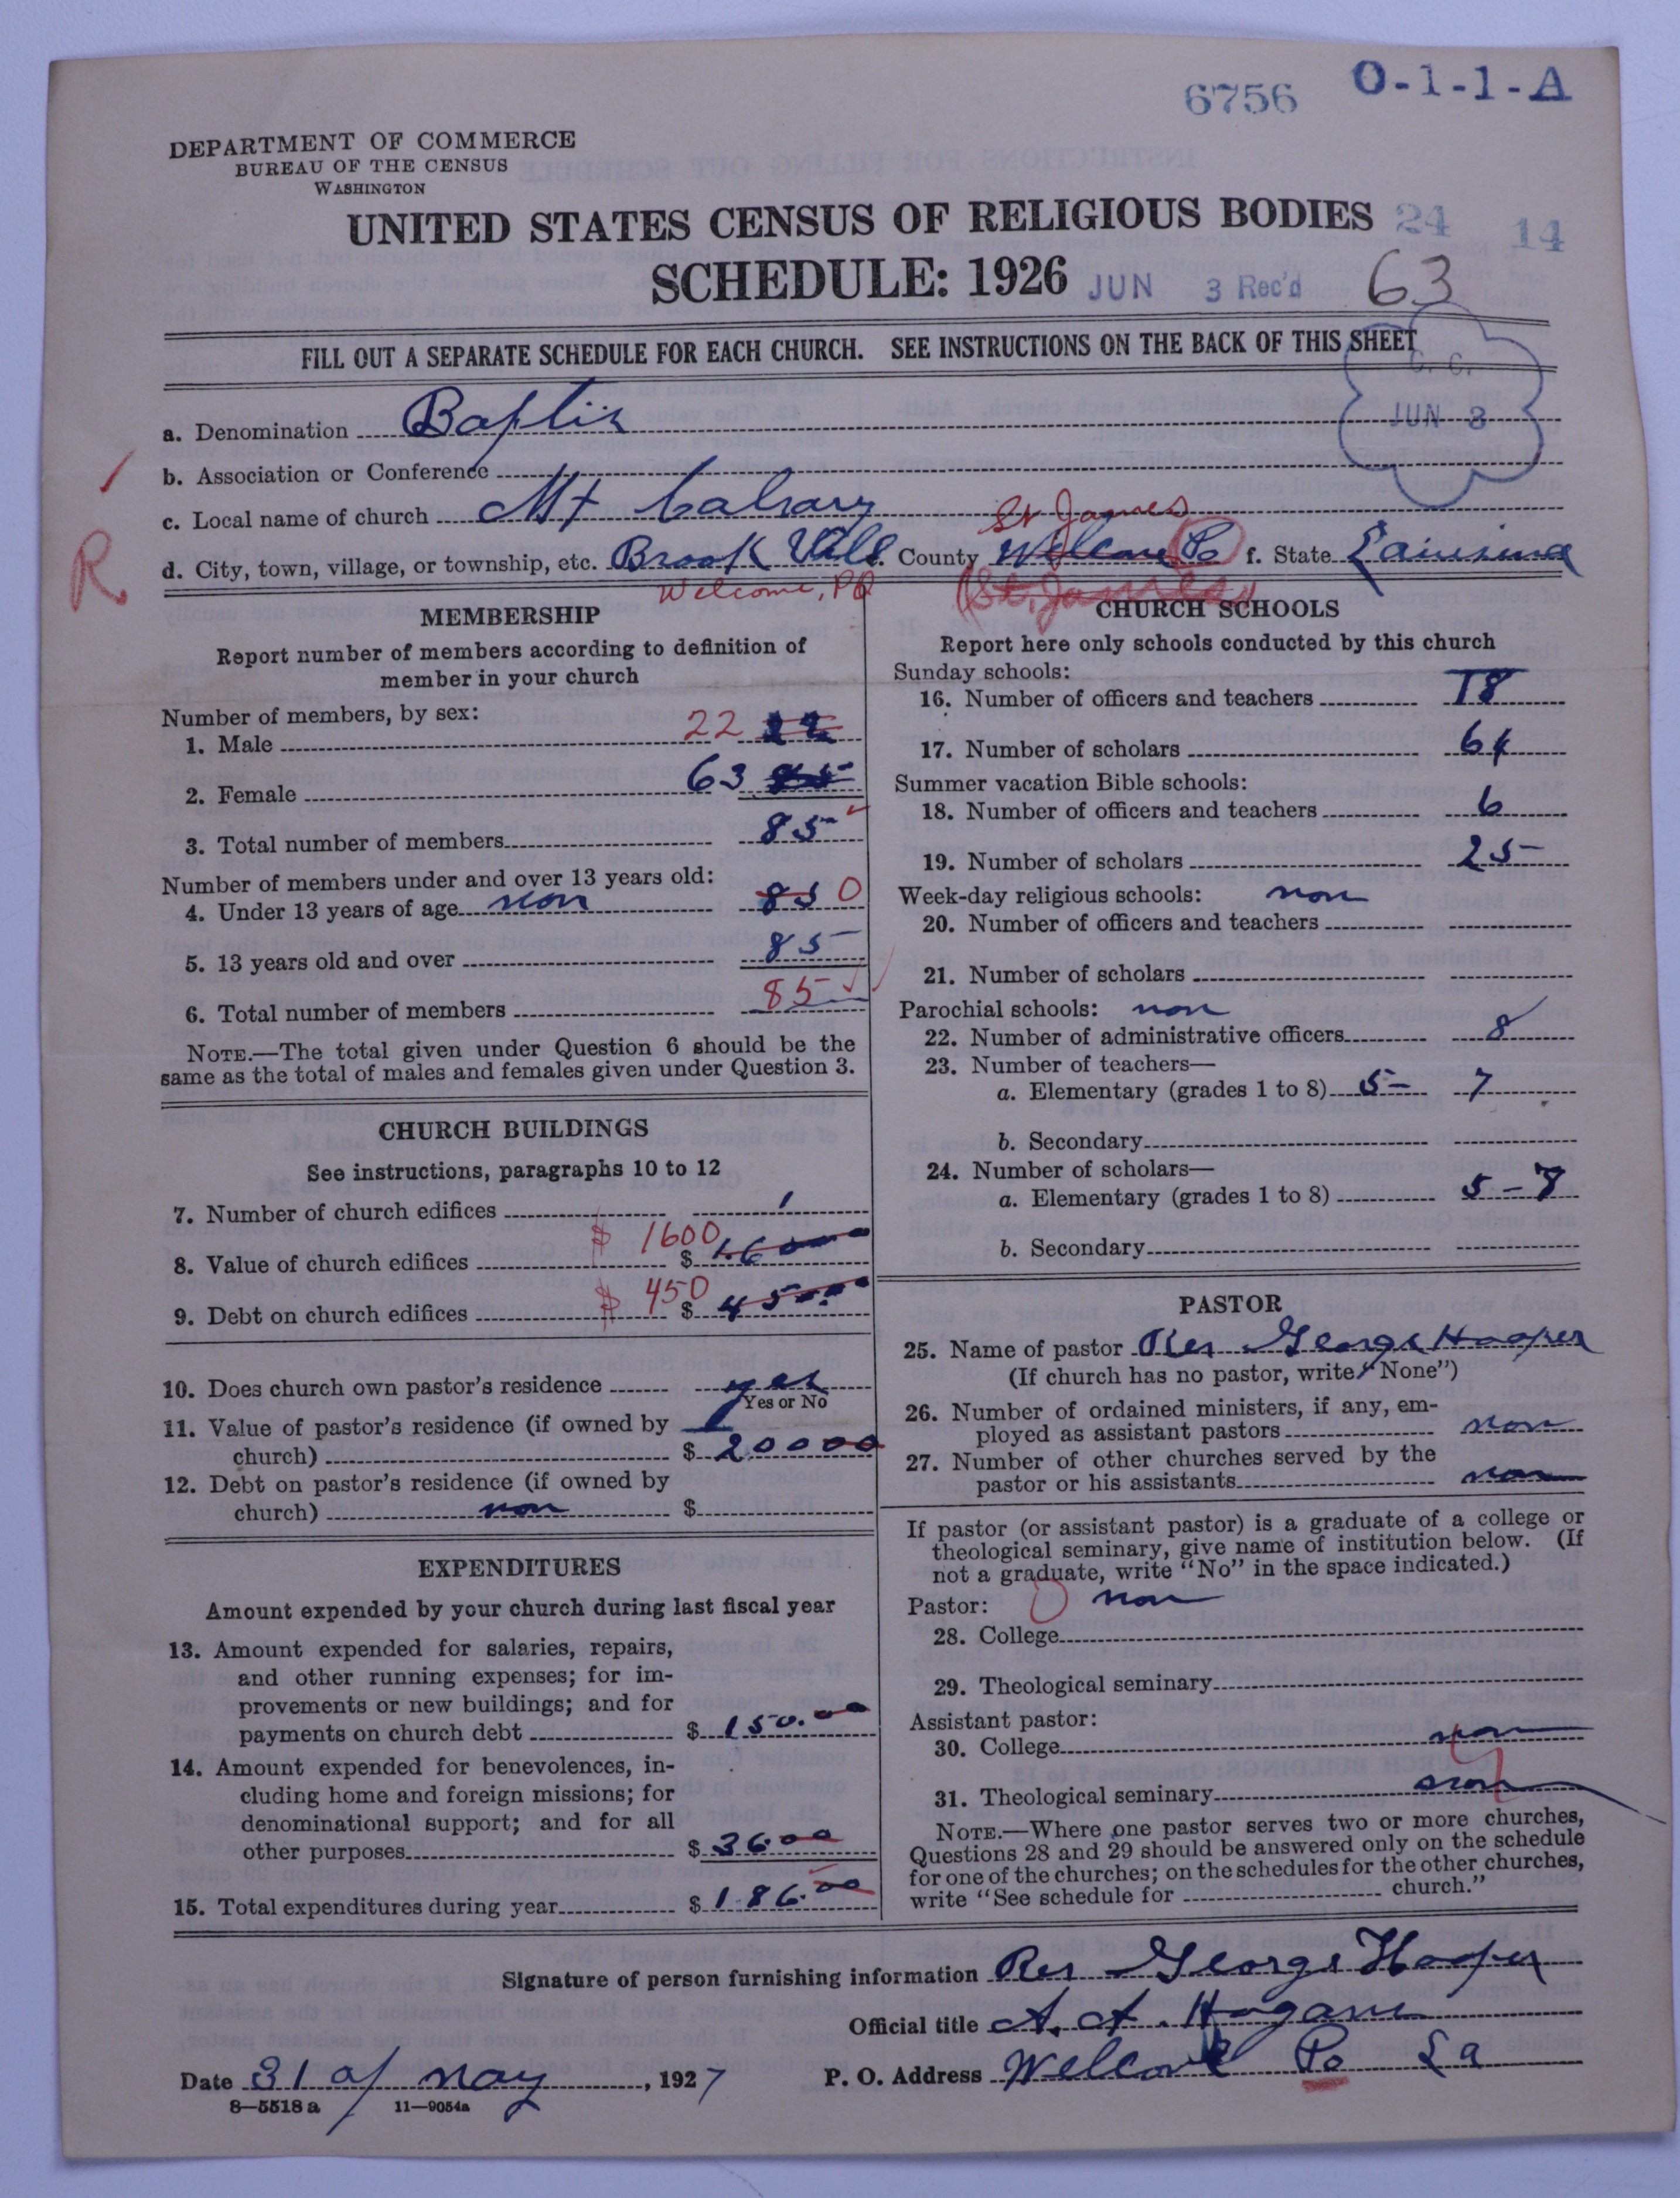 6756 O-1-1-A
DEPARTMENT OF COMMERCE
BUREAU OF THE CENSUS
WASHINGTON
UNITED STATES CENSUS OF RELIGIOUS BODIES 24 14
SCHEDULE: 1926 JUN 3 Rec'd 63
FILL OUT A SEPARATE SCHEDULE FOR EACH CHURCH. SEE INSTRUCTIONS ON THE BACK OF THIS SHEET
C. C.
JUN 3
a. Denomination Baptis
b. Association or Conference
c. Local name of church Mt Calvary
St James
d. City, town, village, or township, etc. Brook Vill e. County Welcome Po f. State
R
Welcome, PO (St. James)
MEMBERSHIP
Report number of members according to definition of
member in your church
Number of members, by sex:
1. Male 22 22
2. Female 63
3. Total number of members 85
Number of members under and over 13 years old:
4. Under 13 years of age non 85 0
5. 13 years old and over 85
6. Total number of members 85
NOTE.—The total given under Question 6 should be the
same as the total of males and females given under Question 3.
CHURCH BUILDINGS
See instructions, paragraphs 10 to 12
7. Number of church edifices 1
8. Value of church edifices $ 1600 $ 16000
9. Debt on church edifices $ 450 $ 45000
10. Does church own pastor's residence yes
Yes or No
11. Value of pastor's residence (if owned by
church) $ 20000
12. Debt on pastor's residence (if owned by
church) non $
EXPENDITURES
Amount expended by your church during last fiscal year
13. Amount expended for salaries, repairs,
and other running expenses; for im-
provements or new buildings; and for
payments on church debt $ 150.00
14. Amount expended for benevolences, in-
cluding home and foreign missions; for
denominational support; and for all
other purposes $ 36.00
15. Total expenditures during year $ 186.00
CHURCH SCHOOLS
Report here only schools conducted by this church
Sunday schools:
16. Number of officers and teachers 18
17. Number of scholars 64
Summer vacation Bible schools:
18. Number of officers and teachers 6
19. Number of scholars 25
Week-day religious schools: non
20. Number of officers and teachers
21. Number of scholars
Parochial schools: non
22. Number of administrative officers 8
23. Number of teachers—
a. Elementary (grades 1 to 8) 5 – 7
b. Secondary
24. Number of scholars—
a. Elementary (grades 1 to 8) 5 – 7
b. Secondary
PASTOR
25. Name of pastor Rev George Hooper
(If church has no pastor, write "None")
26. Number of ordained ministers, if any, em-
ployed as assistant pastors non
27. Number of other churches served by the
pastor or his assistants non
If pastor (or assistant pastor) is a graduate of a college or
theological seminary, give name of institution below. (If
not a graduate, write "No" in the space indicated.)
Pastor: 0 non
28. College
29. Theological seminary
Assistant pastor:
30. College non
31. Theological seminary non
NOTE.—Where one pastor serves two or more churches,
Questions 28 and 29 should be answered only on the schedule
for one of the churches; on the schedules for the other churches,
write "See schedule for church."
Signature of person furnishing information Rev George Hooper
Official title A. A. Hogane
Date 31 of May, 1927 P. O. Address Welcome Po La
8—5518 a 11—9054a